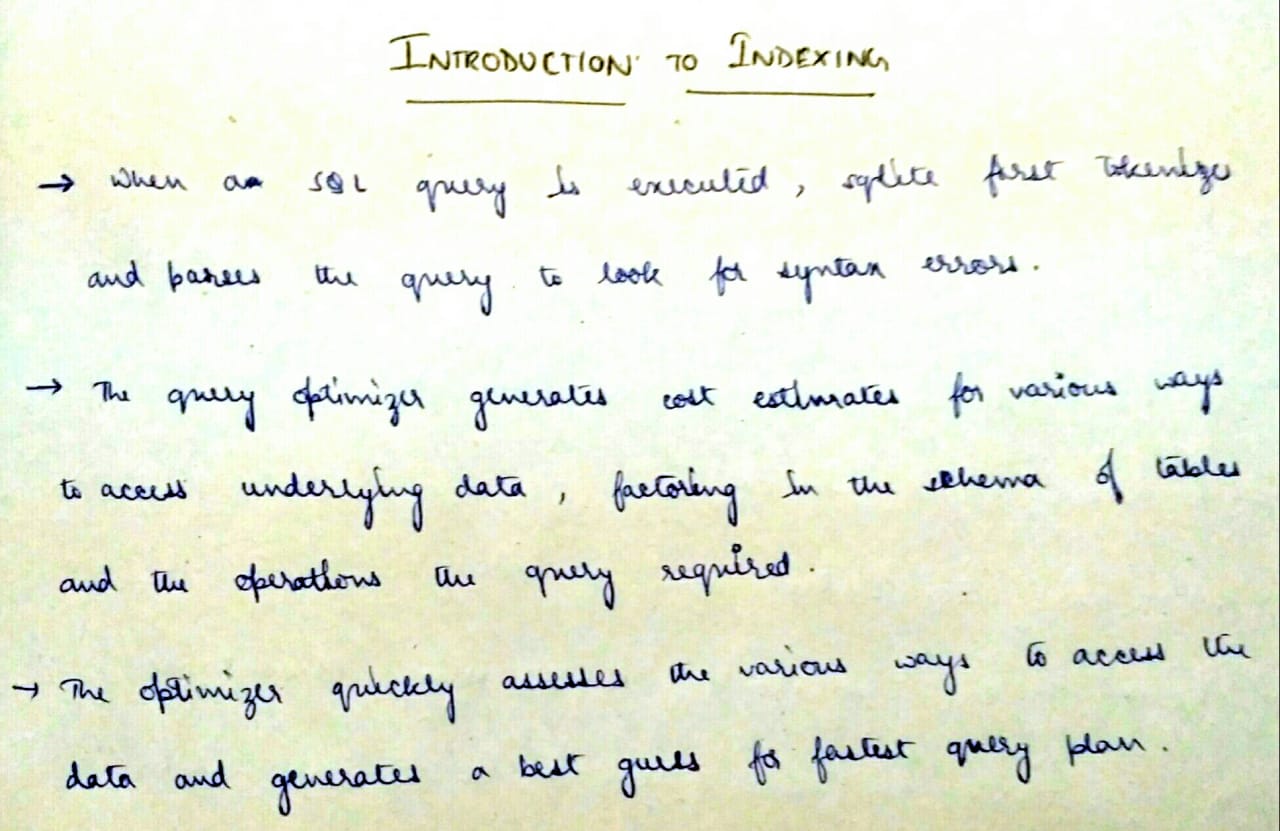 INTRODUCTION TO INDEXING
→ When an SQL query is executed, sqlite first tokenizes
and parses the query to look for syntax errors.
→ The query optimizer generates cost estimates for various ways
to access underlying data, factoring in the schema of tables
and the operations the query required.
→ The optimizer quickly assesses the various ways to access the
data and generates a best guess for fastest query plan.